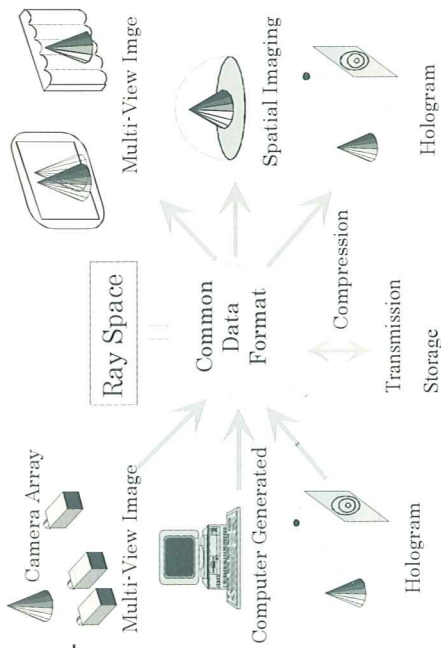 Camera Array
Multi-View Image
Computer Generated
Hologram
Ray Space
Common
Data
Format
Compression
Transmission
Storage
Multi-View Imge
Spatial Imaging
Hologram